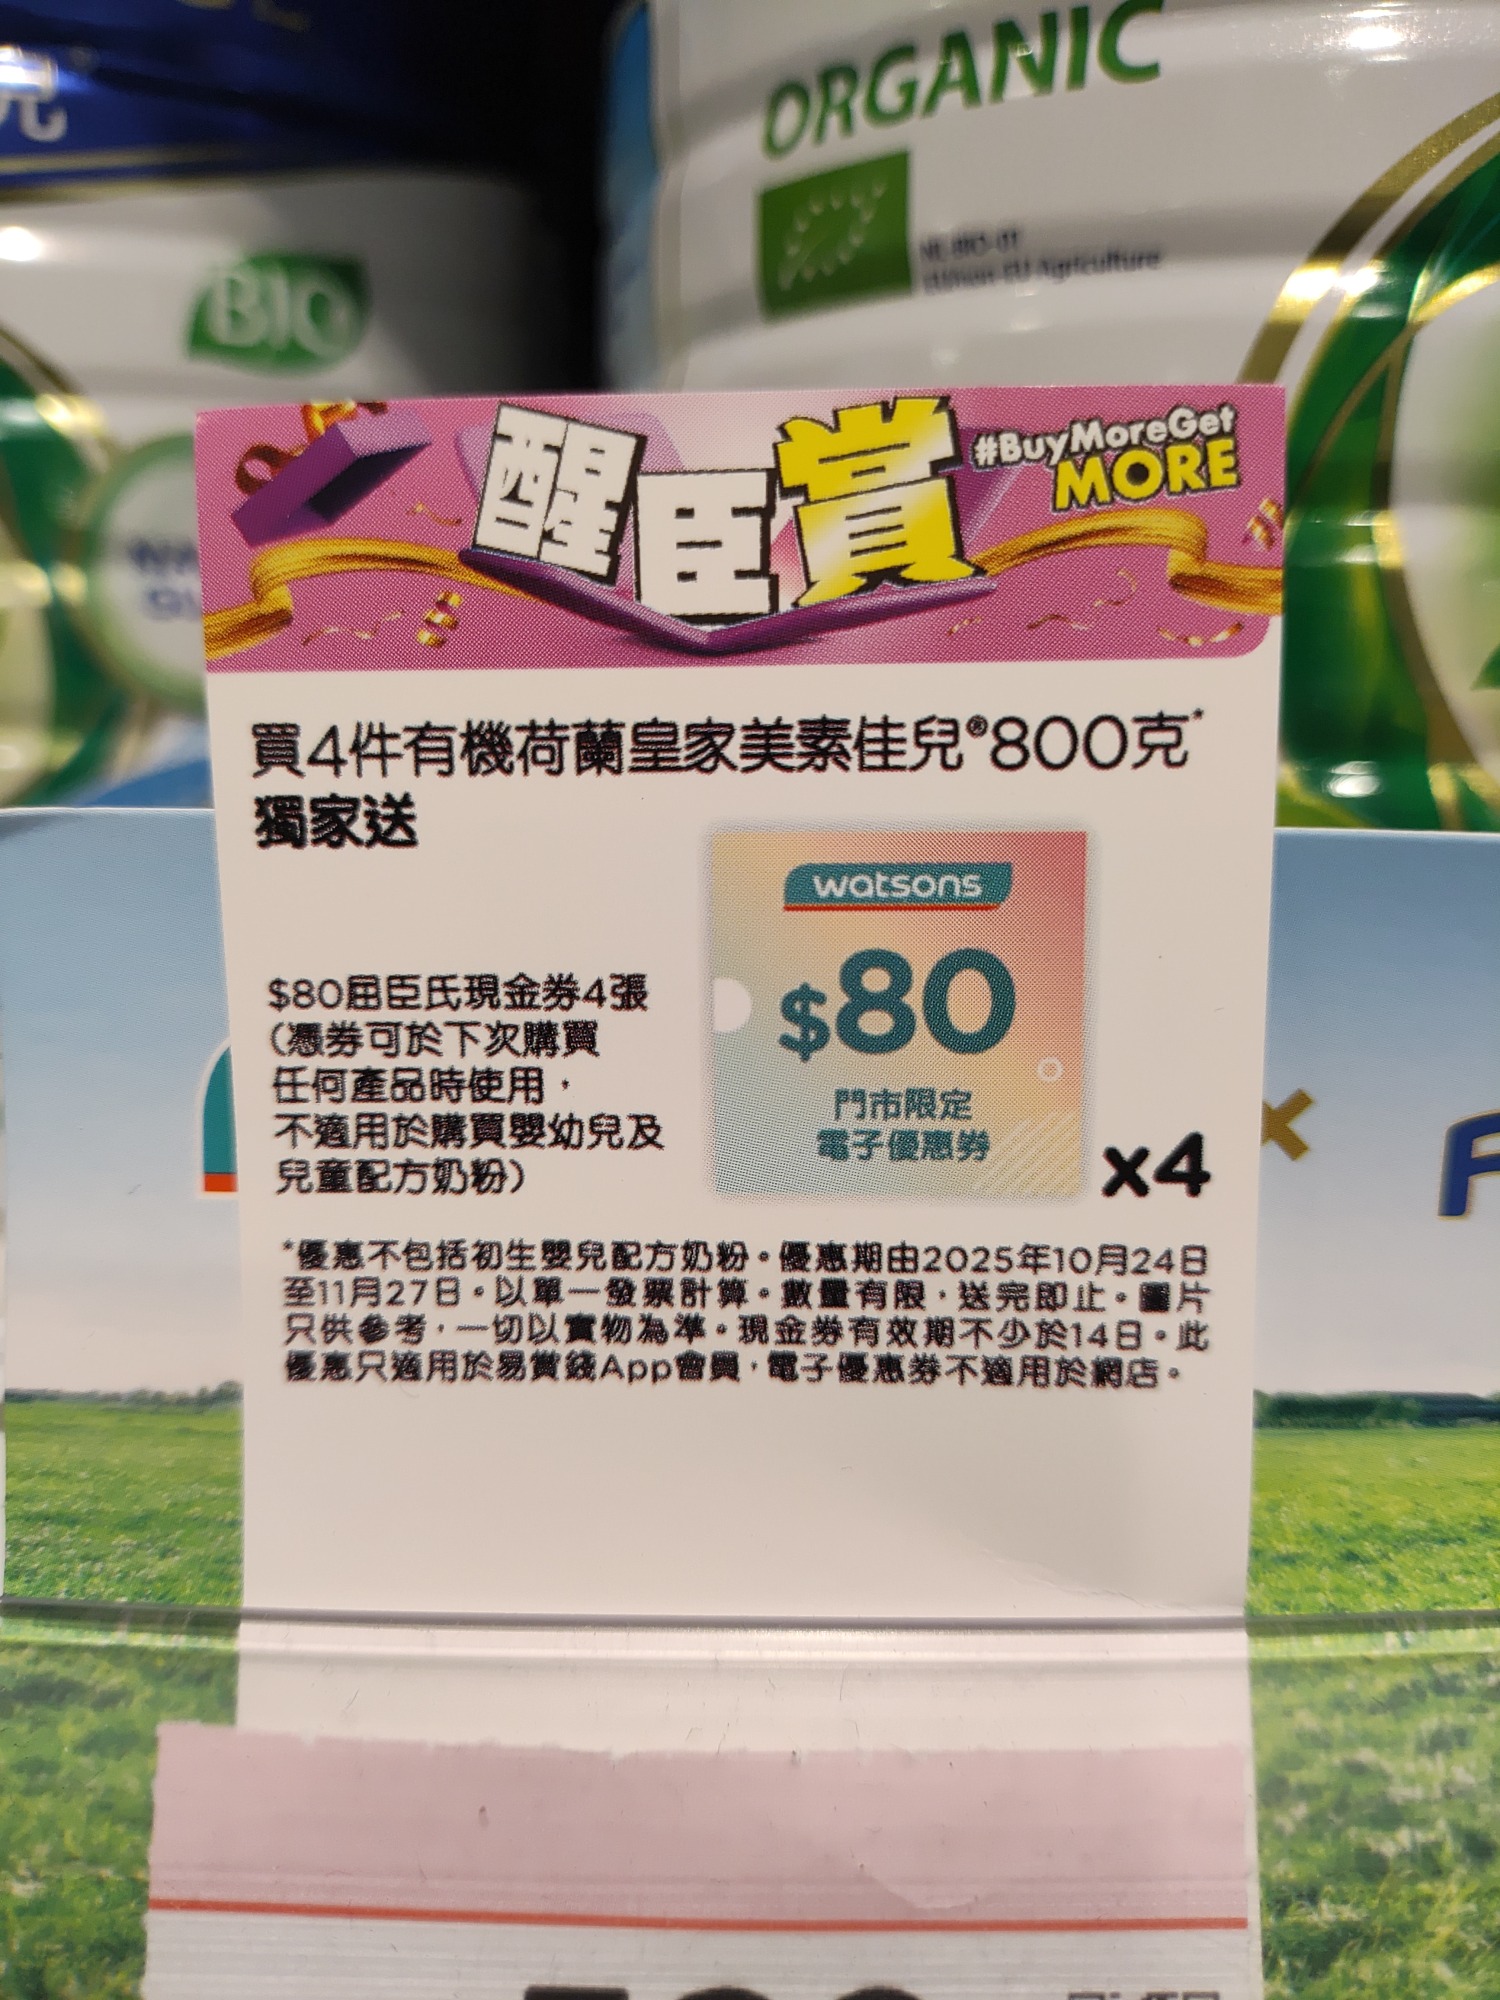 ORGANIC
BIO
NL-BIO-01
醒臣賞
#BuyMoreGet
MORE
買4件有機荷蘭皇家美素佳兒®800克*
獨家送
watsons
$80
門市限定
電子優惠券
x4
$80屈臣氏現金券4張
(憑券可於下次購買
任何產品時使用，
不適用於購買嬰幼兒及
兒童配方奶粉)
*優惠不包括初生嬰兒配方奶粉。優惠期由2025年10月24日
至11月27日。以單一發票計算。數量有限，送完即止。圖片
只供參考，一切以實物為準。現金券有效期不少於14日。此
優惠只適用於易賞錢App會員，電子優惠券不適用於網店。
x
F